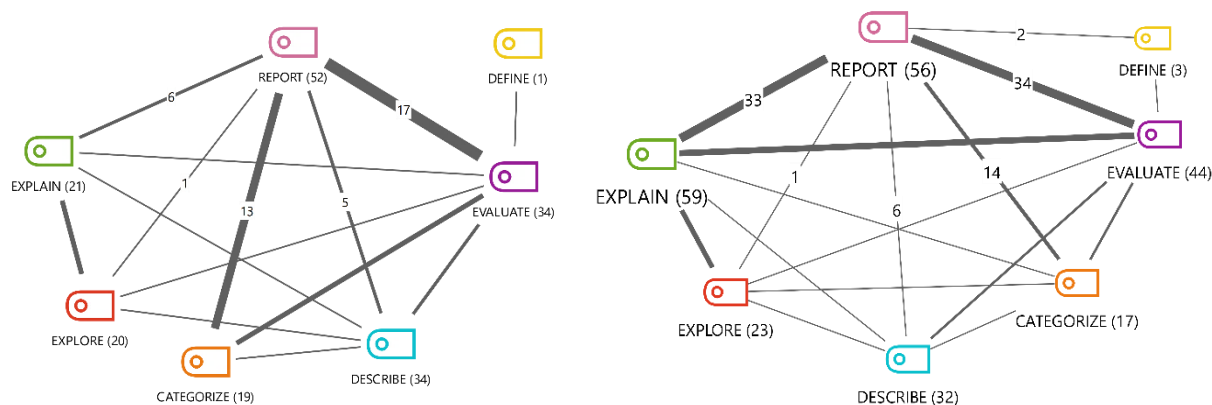 REPORT (52)
DEFINE (1)
6
17
EXPLAIN (21)
1
13
5
EVALUATE (34)
EXPLORE (20)
DESCRIBE (34)
CATEGORIZE (19)
2
REPORT (56)
DEFINE (3)
33
34
EXPLAIN (59)
1
14
EVALUATE (44)
6
EXPLORE (23)
CATEGORIZE (17)
DESCRIBE (32)